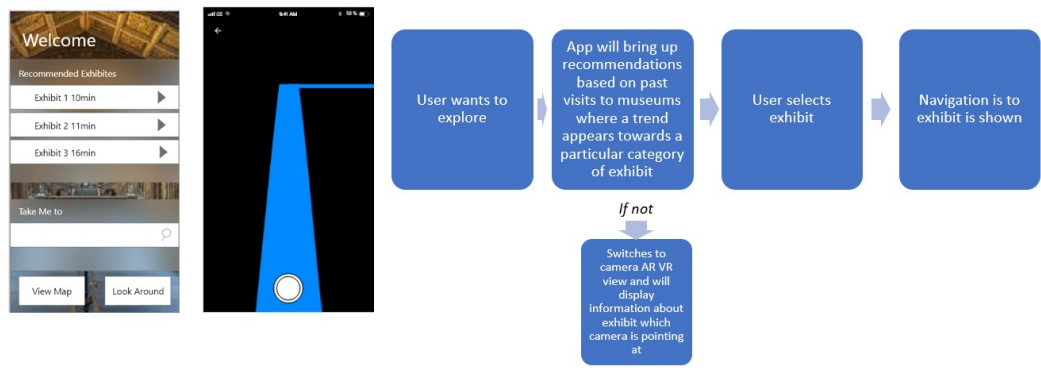 Welcome
Recommended Exhibites
Exhibit 1 10min
Exhibit 2 11min
Exhibit 3 16min
Take Me to
View Map
Look Around
9:41 AM
58 %
User wants to
explore
App will bring up
recommendations
based on past
visits to museums
where a trend
appears towards a
particular category
of exhibit
User selects
exhibit
Navigation is to
exhibit is shown
If not
Switches to
camera AR VR
view and will
display
information about
exhibit which
camera is pointing
at